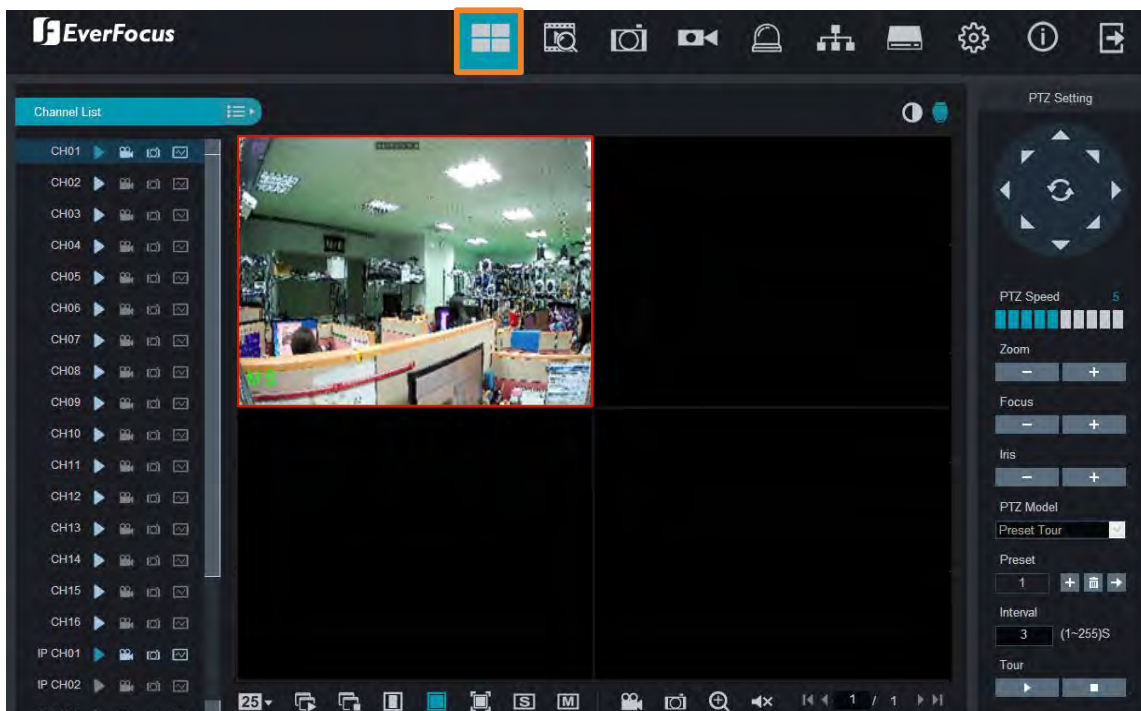 EverFocus
Channel List
PTZ Setting
CH01
CH02
CH03
CH04
CH05
CH06
CH07
CH08
CH09
CH10
CH11
CH12
CH13
CH14
CH15
CH16
IP CH01
IP CH02
PTZ Speed 5
Zoom
- +
Focus
- +
Iris
- +
PTZ Model
Preset Tour
Preset
1
Interval
3 (1~255)S
Tour
25 S M 1 / 1